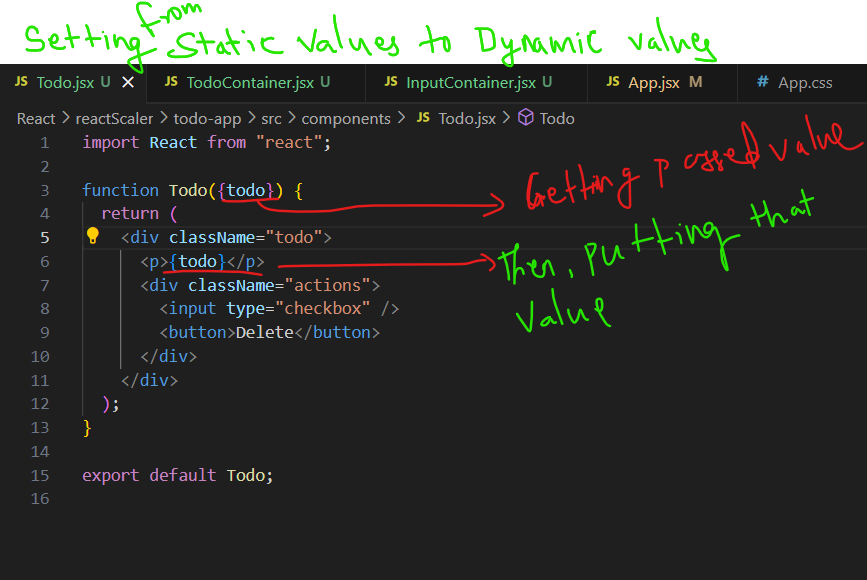 Setting from Static Values to Dynamic values
JS Todo.jsx U × JS TodoContainer.jsx U JS InputContainer.jsx U JS App.jsx M # App.css
React > reactScaler > todo-app > src > components > JS Todo.jsx > Todo
1 import React from "react";
2
3 function Todo({todo}) {
Getting Passed value
4 return (
5 <div className="todo">
6 <p>{todo}</p>
Then, Putting that
value
7 <div className="actions">
8 <input type="checkbox" />
9 <button>Delete</button>
10 </div>
11 </div>
12 );
13 }
14
15 export default Todo;
16